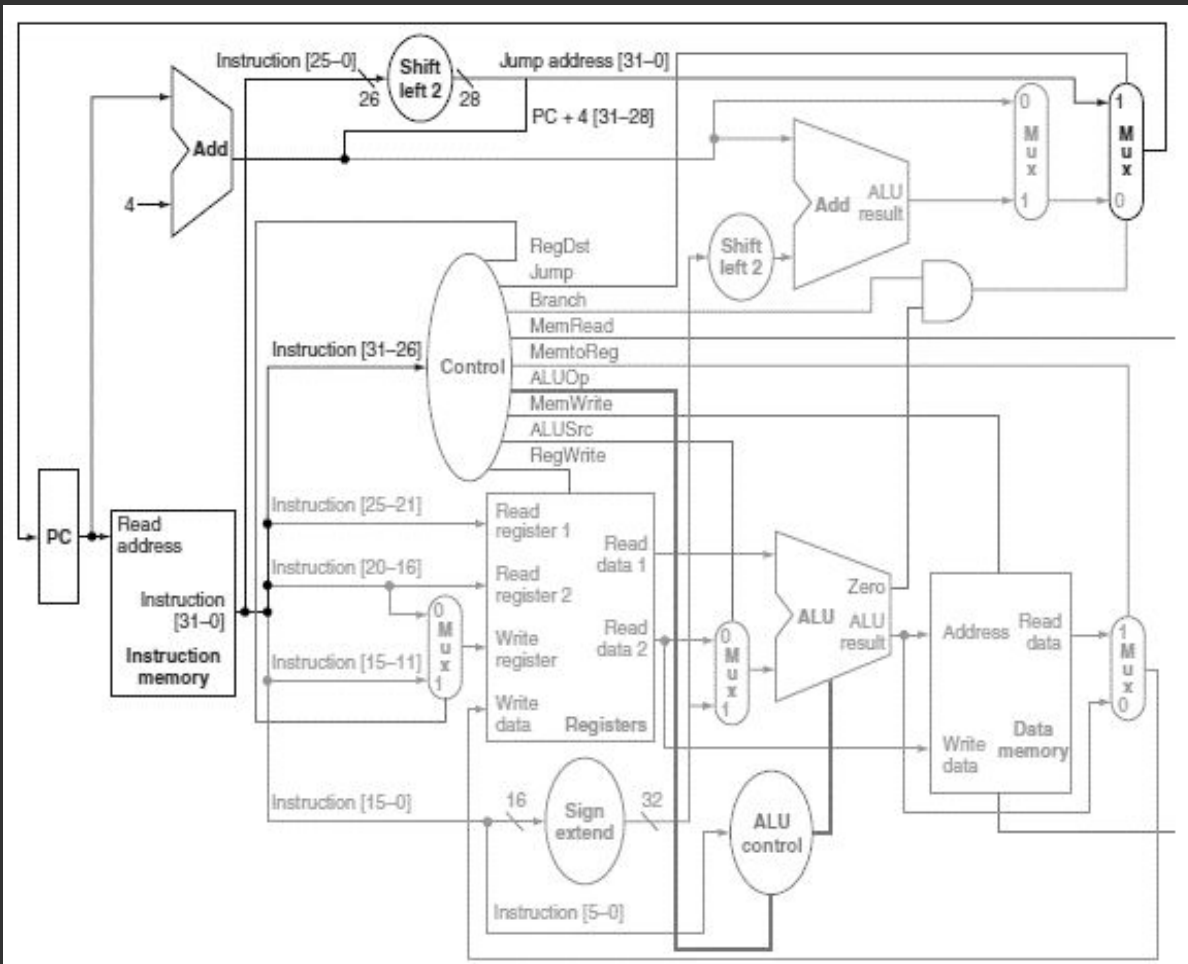 Instruction [25–0]
Shift
left 2
Jump address [31–0]
26
28
PC + 4 [31–28]
Add
4
0
M
u
x
1
1
M
u
x
0
Add
ALU
result
Shift
left 2
RegDst
Jump
Branch
MemRead
MemtoReg
ALUOp
MemWrite
ALUSrc
RegWrite
Control
Instruction [31–26]
PC
Read
address
Instruction
[31–0]
Instruction
memory
Instruction [25–21]
Instruction [20–16]
Instruction [15–11]
0
M
u
x
1
Read
register 1
Read
register 2
Write
register
Write
data
Read
data 1
Read
data 2
Registers
0
M
u
x
1
Zero
ALU
ALU
result
Address
Read
data
Write
data
Data
memory
1
M
u
x
0
Instruction [15–0]
16
Sign
extend
32
ALU
control
Instruction [5–0]